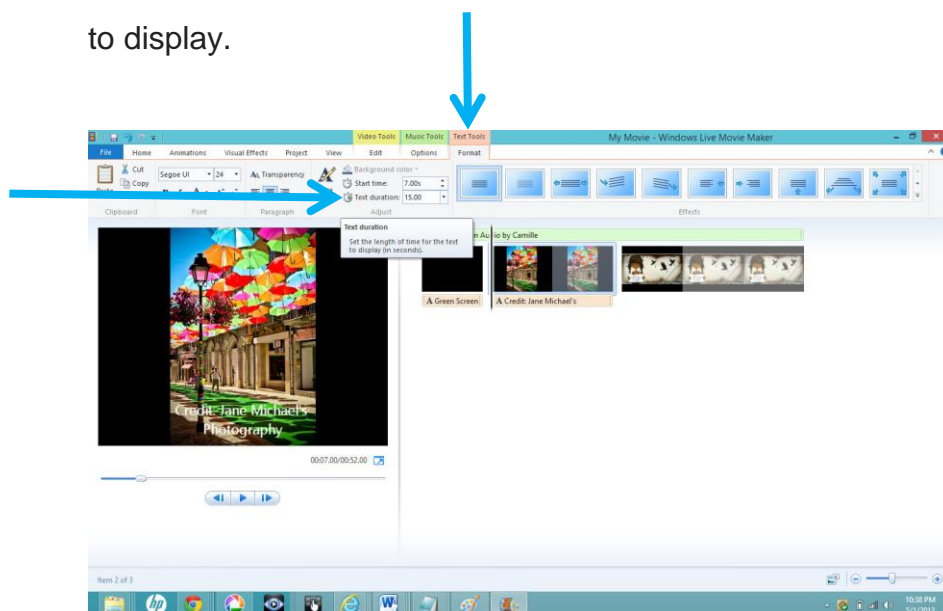 to display.
Video Tools Music Tools Text Tools
My Movie - Windows Live Movie Maker
File Home Animations Visual Effects Project View Edit Options Format
Cut
Copy
Segoe UI 24
Transparency
Background color
Start time: 7.00s
Text duration: 15.00
Clipboard Font Paragraph Adjust Effects
Text duration
Set the length of time for the text
to display (in seconds).
Audio by Camille
A Green Screen
A Credit: Jane Michael's
Credit: Jane Michael's
Photography
00:07.00/00:52.00
Item 2 of 3
10:38 PM